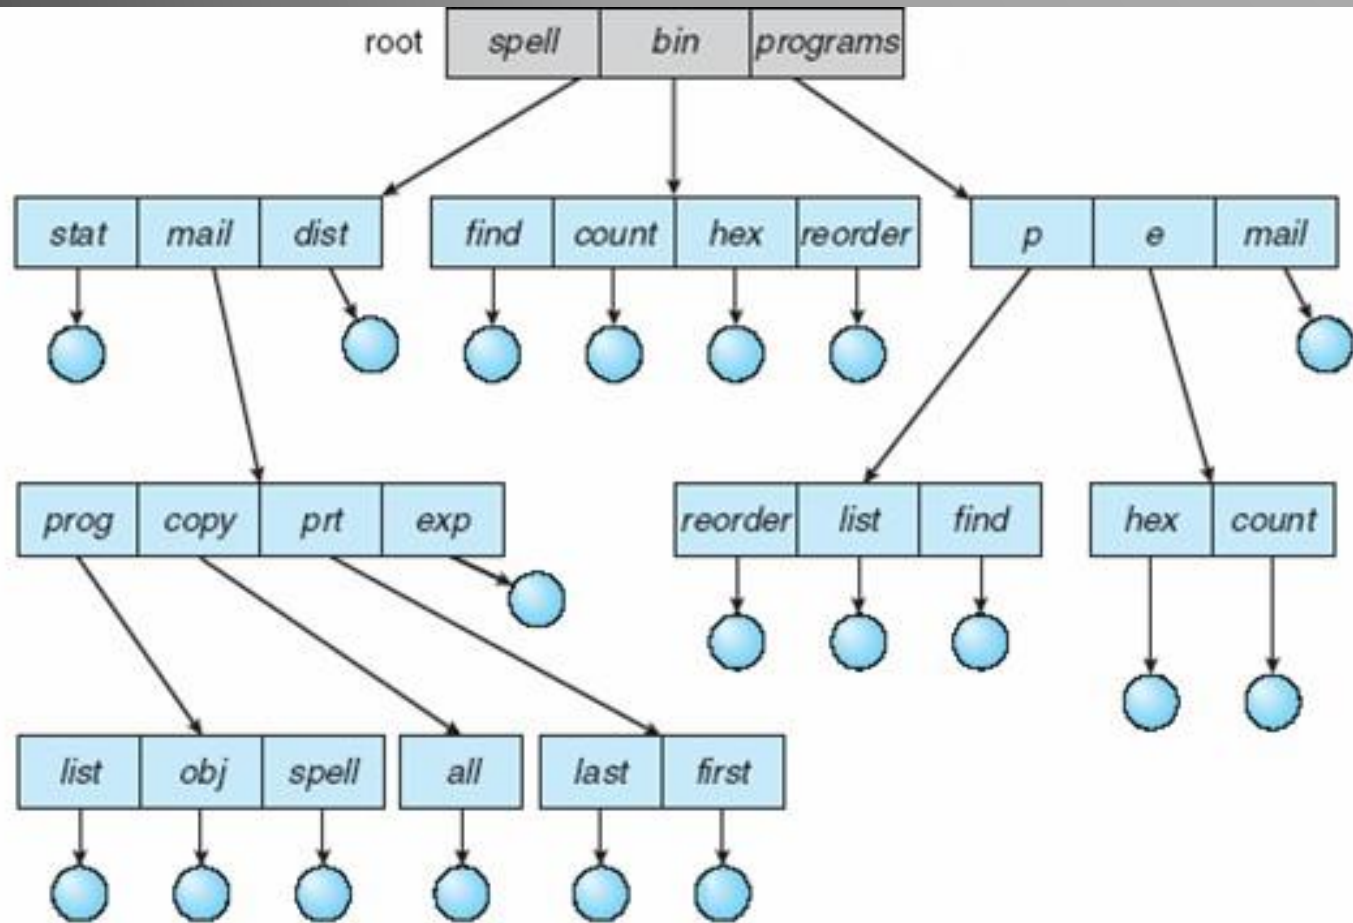 root spell bin programs
stat mail dist find count hex reorder p e mail
prog copy prt exp reorder list find hex count
list obj spell all last first